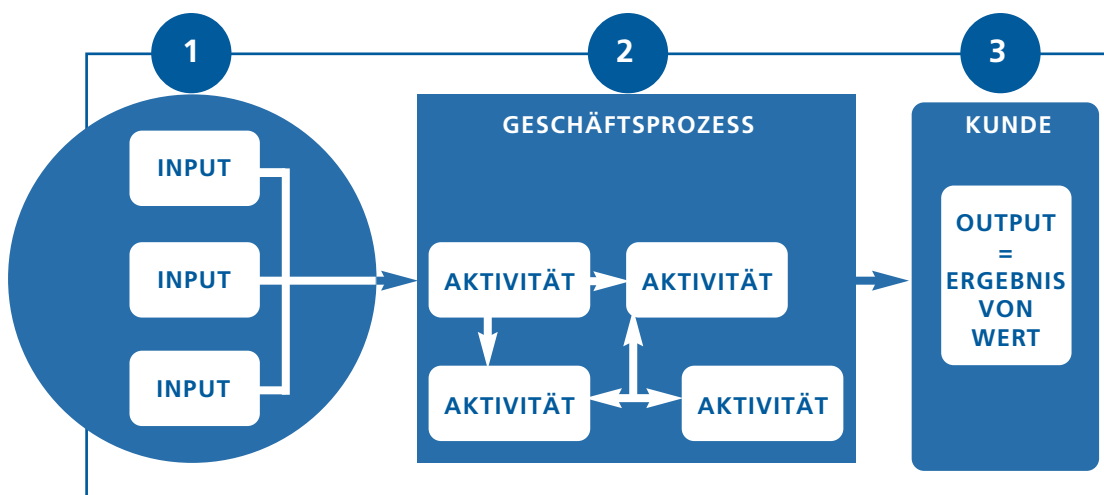 1
2
3
INPUT
INPUT
INPUT
GESCHÄFTSPROZESS
AKTIVITÄT
AKTIVITÄT
AKTIVITÄT
AKTIVITÄT
KUNDE
OUTPUT
=
ERGEBNIS
VON
WERT